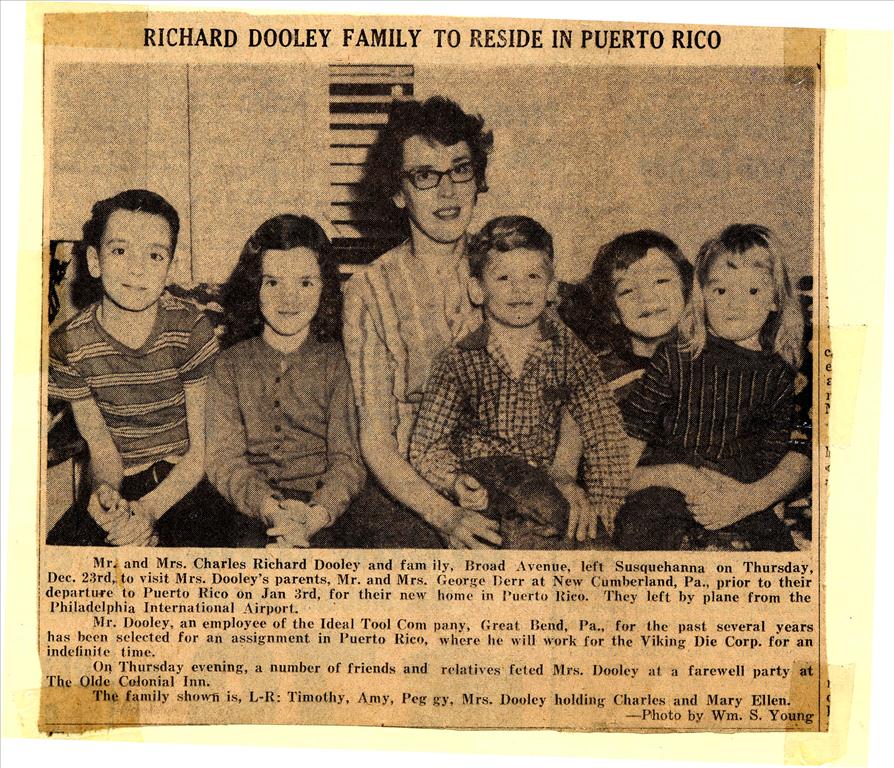 RICHARD DOOLEY FAMILY TO RESIDE IN PUERTO RICO
Mr. and Mrs. Charles Richard Dooley and fam ily, Broad Avenue, left Susquehanna on Thursday,
Dec. 23rd, to visit Mrs. Dooley's parents, Mr. and Mrs. George Derr at New Cumberland, Pa., prior to their
departure to Puerto Rico on Jan 3rd, for their new home in Puerto Rico. They left by plane from the
Philadelphia International Airport.
Mr. Dooley, an employee of the Ideal Tool Com pany, Great Bend, Pa., for the past several years
has been selected for an assignment in Puerto Rico, where he will work for the Viking Die Corp. for an
indefinite time.
On Thursday evening, a number of friends and relatives feted Mrs. Dooley at a farewell party at
The Olde Colonial Inn.
The family shown is, L-R: Timothy, Amy, Peg gy, Mrs. Dooley holding Charles and Mary Ellen.
—Photo by Wm. S. Young